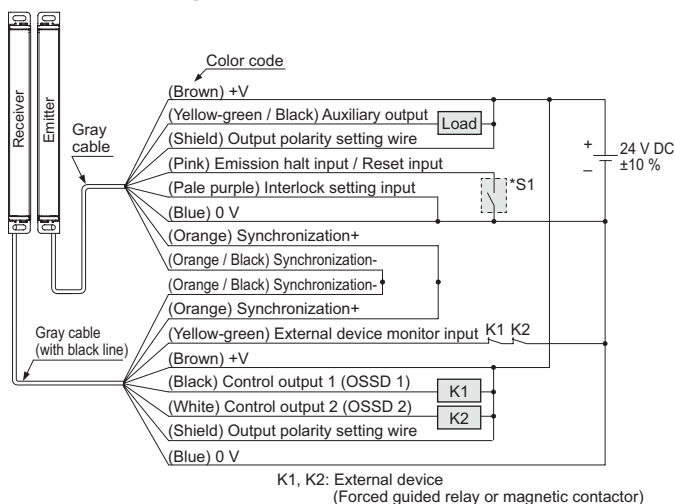 Color code
Receiver
Emitter
Gray
cable
(Brown) +V
(Yellow-green / Black) Auxiliary output
Load
(Shield) Output polarity setting wire
(Pink) Emission halt input / Reset input
*S1
(Pale purple) Interlock setting input
(Blue) 0 V
+
–
24 V DC
±10 %
(Orange) Synchronization+
(Orange / Black) Synchronization-
(Orange / Black) Synchronization-
(Orange) Synchronization+
Gray cable
(with black line)
(Yellow-green) External device monitor input K1 K2
(Brown) +V
(Black) Control output 1 (OSSD 1)
K1
(White) Control output 2 (OSSD 2)
K2
(Shield) Output polarity setting wire
(Blue) 0 V
K1, K2: External device
(Forced guided relay or magnetic contactor)